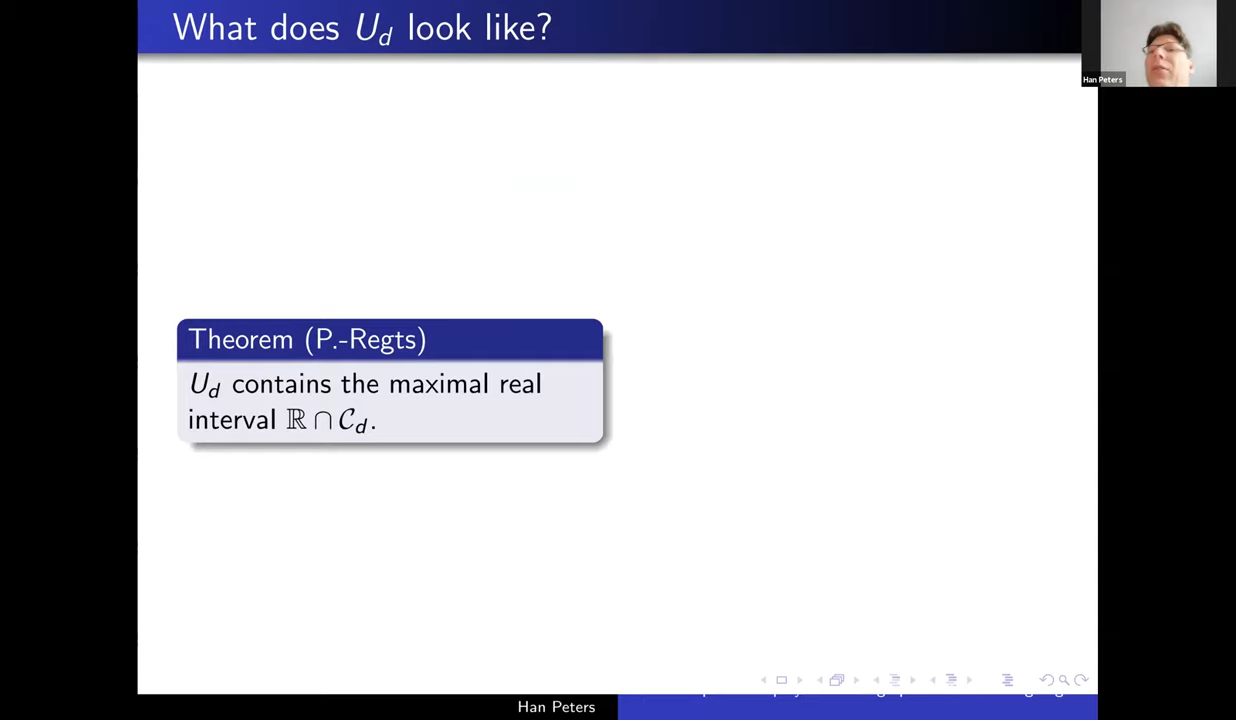 What does U_d look like?
Han Peters
Theorem (P.-Regts)
U_d contains the maximal real
interval ℝ ∩ 𝒞_d.
Han Peters